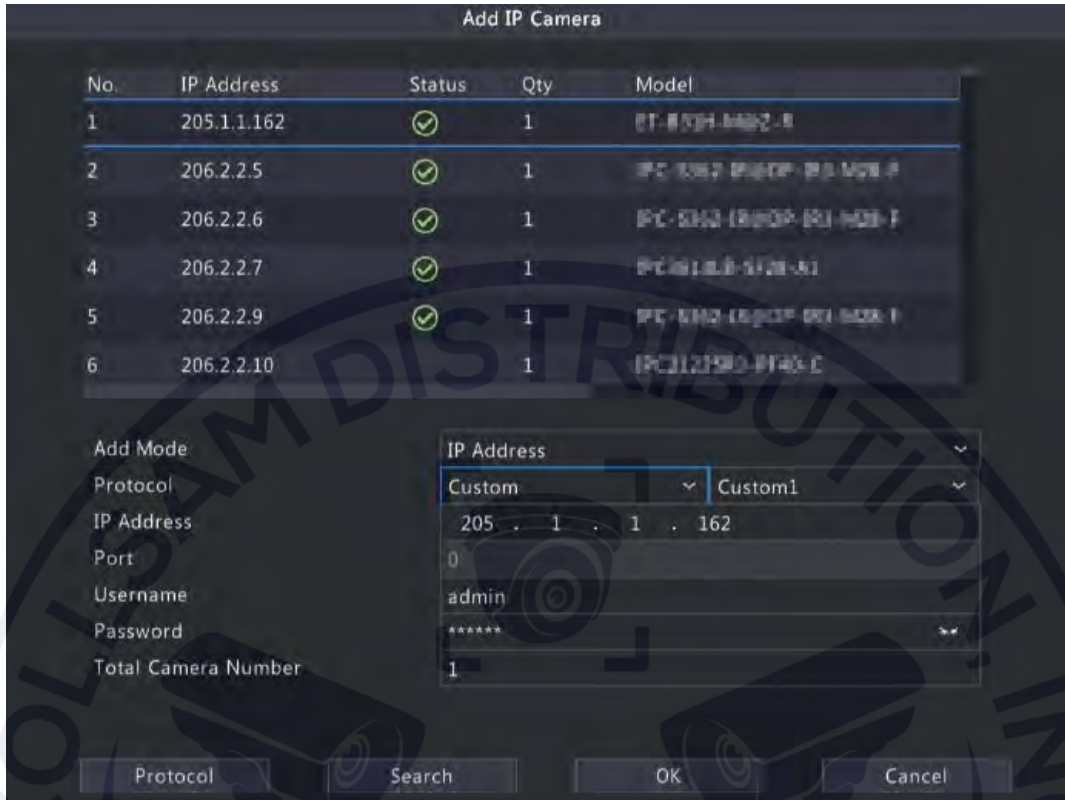 Add IP Camera
No. IP Address Status Qty Model
1 205.1.1.162 1
2 206.2.2.5 1
3 206.2.2.6 1
4 206.2.2.7 1
5 206.2.2.9 1
6 206.2.2.10 1
Add Mode IP Address
Protocol Custom Custom1
IP Address 205 . 1 . 1 . 162
Port 0
Username admin
Password ******
Total Camera Number 1
Protocol Search OK Cancel
SAM DISTRIBUTION, IN